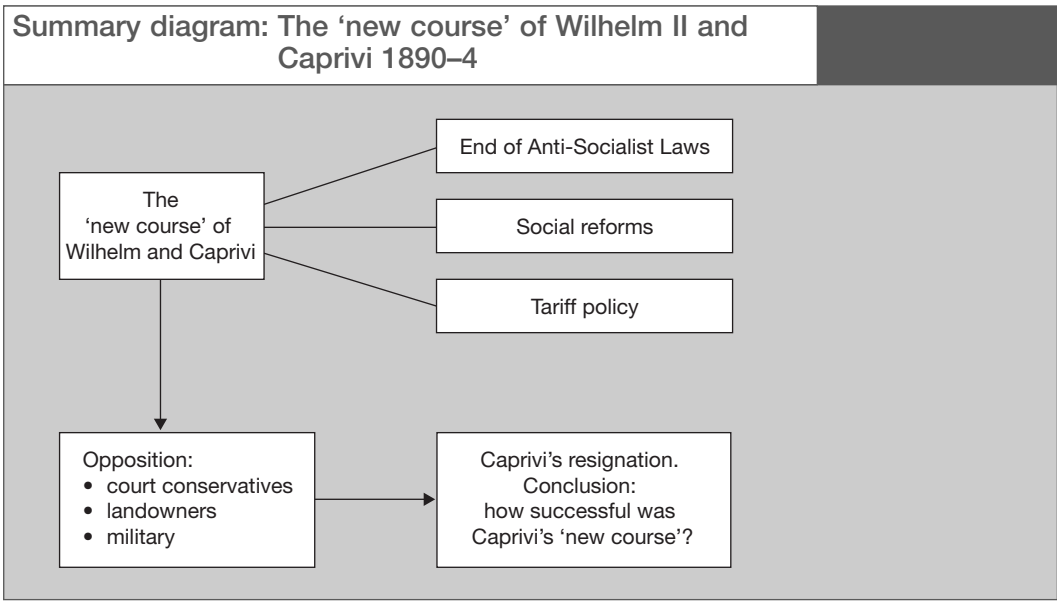 Summary diagram: The ‘new course’ of Wilhelm II and
Caprivi 1890–4
The
‘new course’ of
Wilhelm and Caprivi
End of Anti-Socialist Laws
Social reforms
Tariff policy
Opposition:
• court conservatives
• landowners
• military
Caprivi’s resignation.
Conclusion:
how successful was
Caprivi’s ‘new course’?